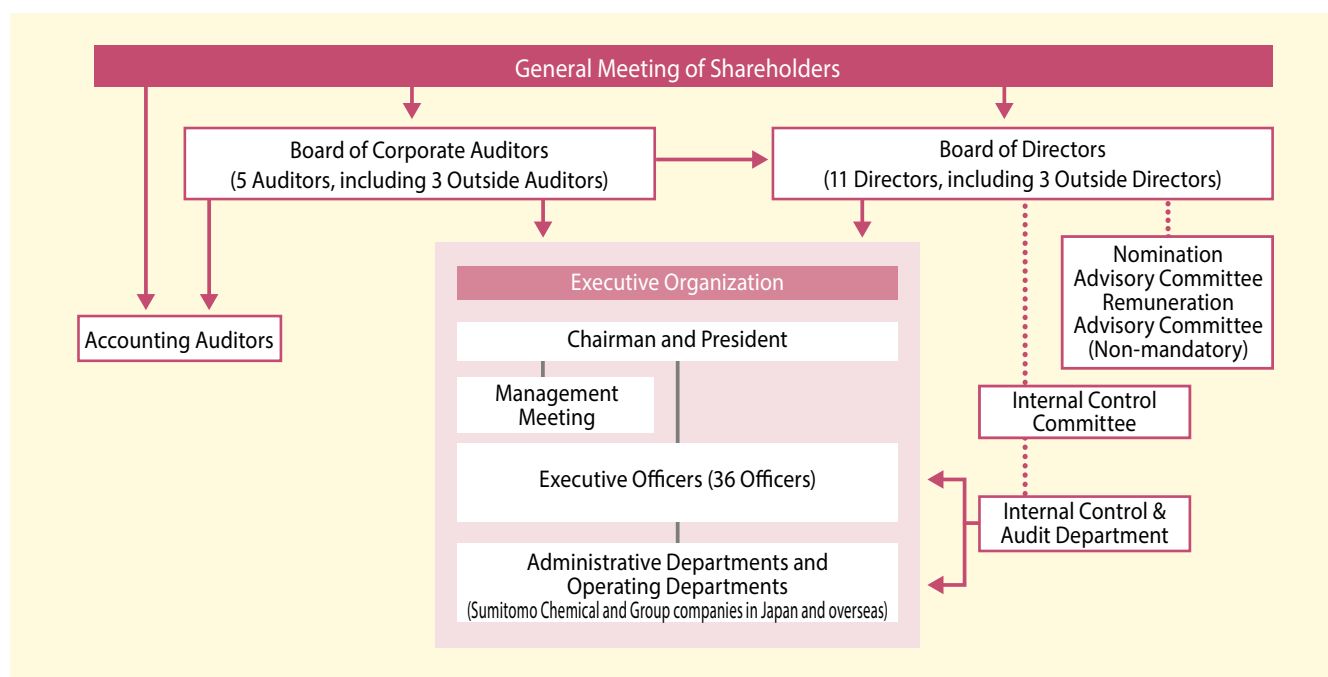 General Meeting of Shareholders
Board of Corporate Auditors
(5 Auditors, including 3 Outside Auditors)
Board of Directors
(11 Directors, including 3 Outside Directors)
Nomination
Advisory Committee
Remuneration
Advisory Committee
(Non-mandatory)
Executive Organization
Accounting Auditors
Chairman and President
Management
Meeting
Internal Control
Committee
Executive Officers (36 Officers)
Internal Control &
Audit Department
Administrative Departments and
Operating Departments
(Sumitomo Chemical and Group companies in Japan and overseas)